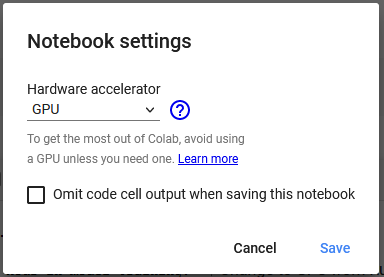 Notebook settings
Hardware accelerator
GPU
?
To get the most out of Colab, avoid using
a GPU unless you need one. Learn more
Omit code cell output when saving this notebook
Cancel Save